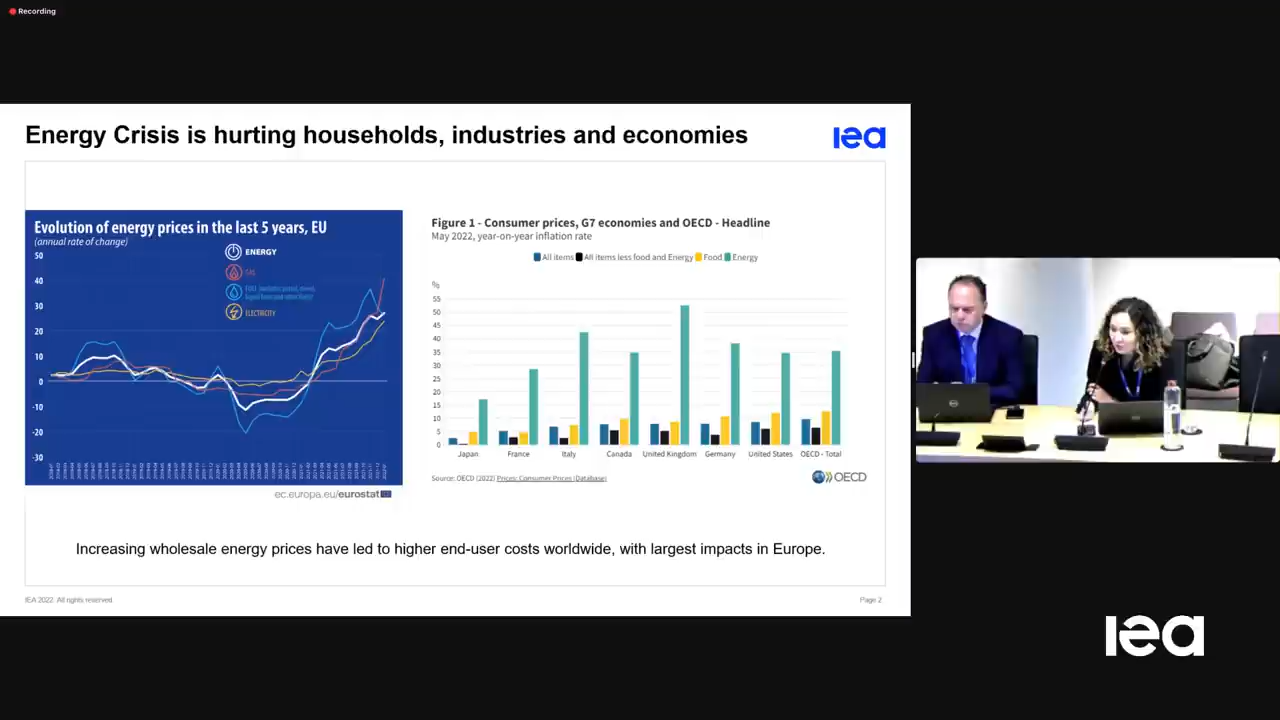 Recording
Energy Crisis is hurting households, industries and economies
iea
Evolution of energy prices in the last 5 years, EU
(annual rate of change)
ENERGY
GAS
ELECTRICITY
50
40
30
20
10
0
-10
-20
-30
ec.europa.eu/eurostat
Figure 1 - Consumer prices, G7 economies and OECD - Headline
May 2022, year-on-year inflation rate
All items All items less food and Energy Food Energy
%
55
50
45
40
35
30
25
20
15
10
5
0
Japan France Italy Canada United Kingdom Germany United States OECD - Total
Source: OECD (2022) Prices: Consumer Prices (Database)
OECD
Increasing wholesale energy prices have led to higher end-user costs worldwide, with largest impacts in Europe.
IEA 2022. All rights reserved.
Page 2
DELL
iea